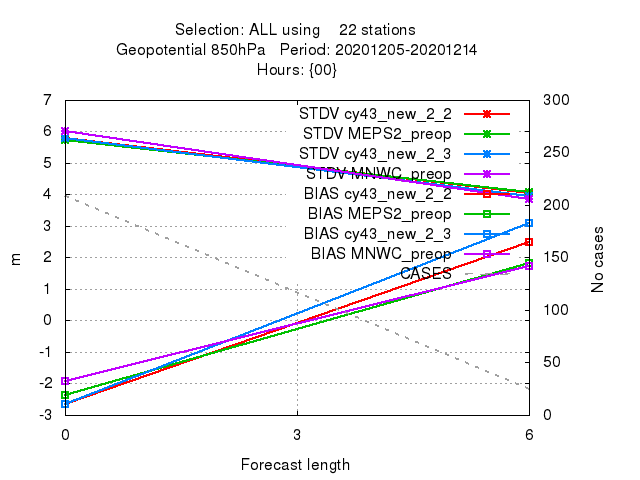 Selection: ALL using 22 stations
Geopotential 850hPa Period: 20201205-20201214
Hours: {00}
7
6
5
4
3
2
1
0
-1
-2
-3
m
300
250
200
150
100
50
0
No cases
STDV cy43_new_2_2
STDV MEPS2_preop
STDV cy43_new_2_3
STDV MNWC_preop
BIAS cy43_new_2_2
BIAS MEPS2_preop
BIAS cy43_new_2_3
BIAS MNWC_preop
CASES
0 3 6
Forecast length